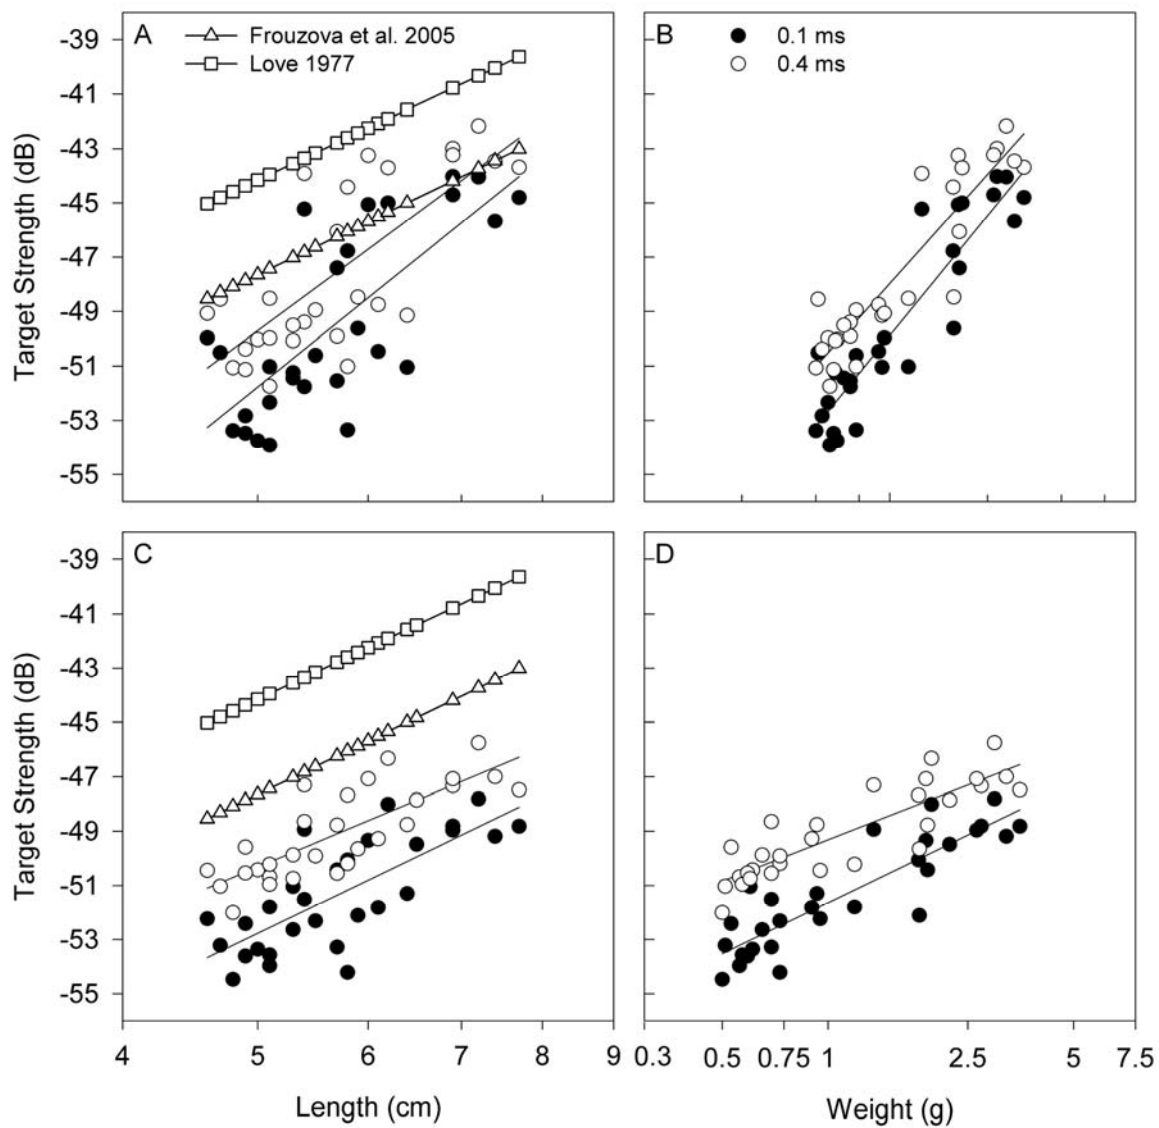 A
Frouzova et al. 2005
Love 1977
B
0.1 ms
0.4 ms
Target Strength (dB)
-39
-41
-43
-45
-47
-49
-51
-53
-55
C
D
Target Strength (dB)
-39
-41
-43
-45
-47
-49
-51
-53
-55
4 5 6 7 8 9
0.3 0.5 0.75 1 2.5 5 7.5
Length (cm)
Weight (g)